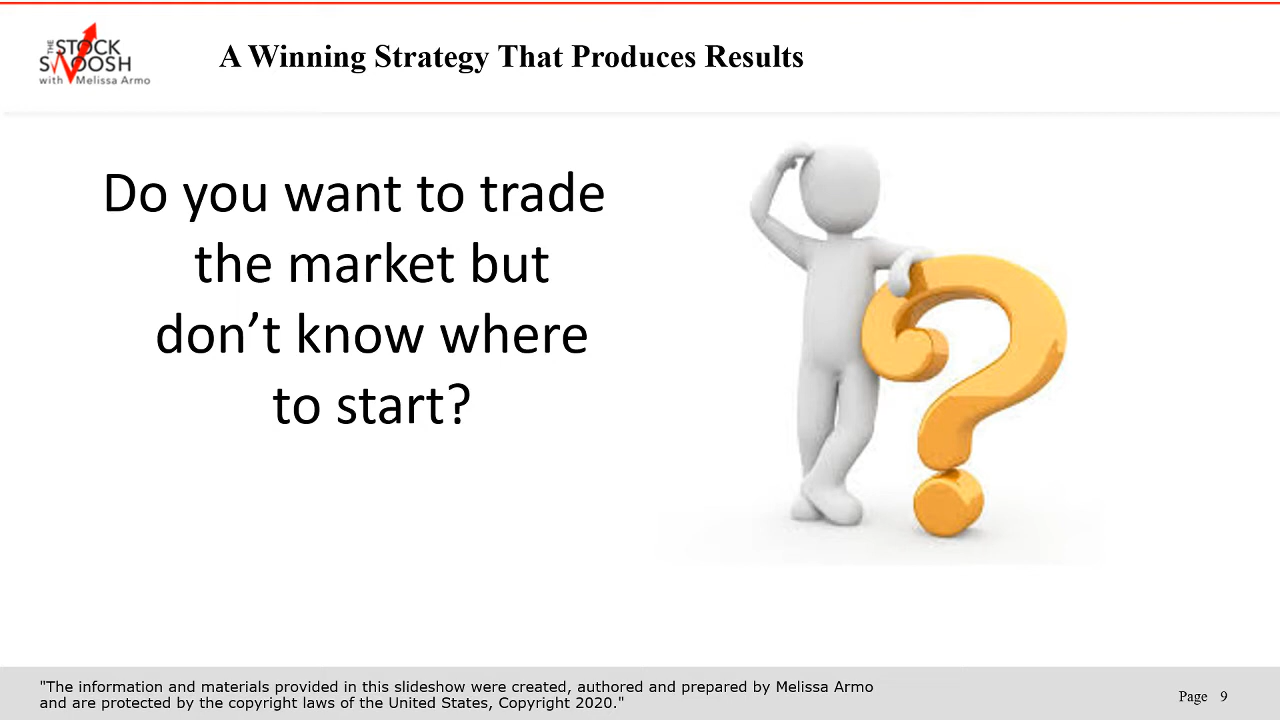 THE
STOCK
SWOOSH
with Melissa Armo
A Winning Strategy That Produces Results
Do you want to trade
the market but
don’t know where
to start?
"The information and materials provided in this slideshow were created, authored and prepared by Melissa Armo
and are protected by the copyright laws of the United States, Copyright 2020."
Page 9